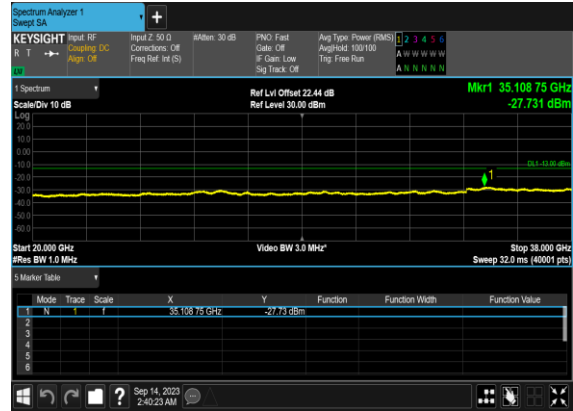 Spectrum Analyzer 1
Swept SA
+
KEYSIGHT Input: RF Input Z: 50 Ω #Atten: 30 dB PNO: Fast Avg Type: Power (RMS) 1 2 3 4 5 6
R T Coupling: DC Corrections: Off Gate: Off Avg|Hold: 100/100 A W W W W W
Align: Off Freq Ref: Int (S) IF Gain: Low Trig: Free Run
LXI Sig Track: Off A N N N N N
1 Spectrum Ref Lvl Offset 22.44 dB Mkr1 35.108 75 GHz
Scale/Div 10 dB Ref Level 30.00 dBm -27.731 dBm
Log
20.0
10.0
0.00
-10.0 DL1 -13.00 dBm
-20.0 1
-30.0
-40.0
-50.0
-60.0
Start 20.000 GHz Video BW 3.0 MHz* Stop 38.000 GHz
#Res BW 1.0 MHz Sweep 32.0 ms (40001 pts)
5 Marker Table
Mode Trace Scale X Y Function Function Width Function Value
1 N 1 f 35.108 75 GHz -27.73 dBm
2
3
4
5
6
? Sep 14, 2023
2:40:23 AM